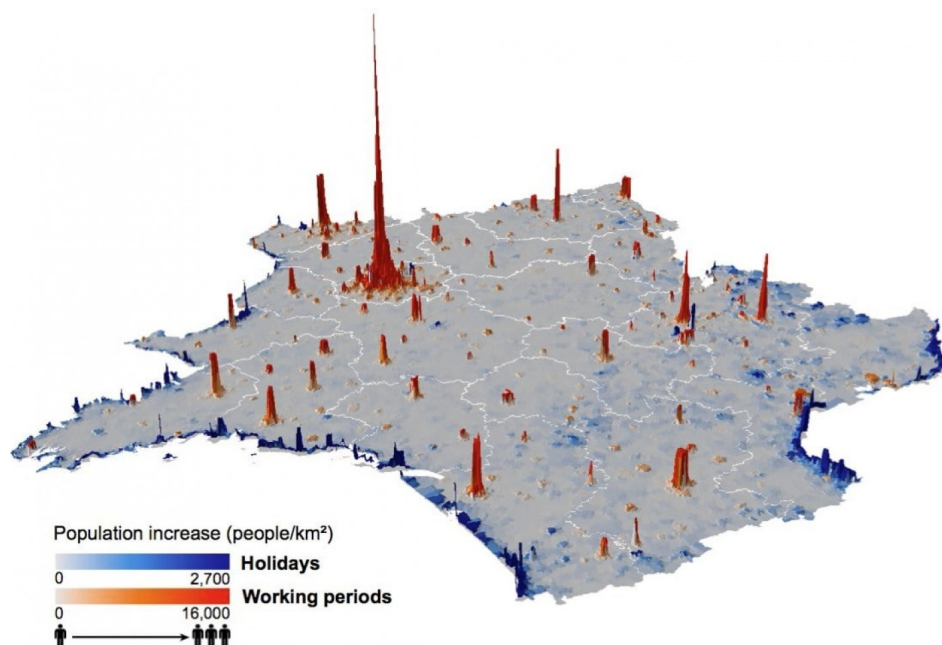 Population increase (people/km²)
Holidays
0 2,700
Working periods
0 16,000